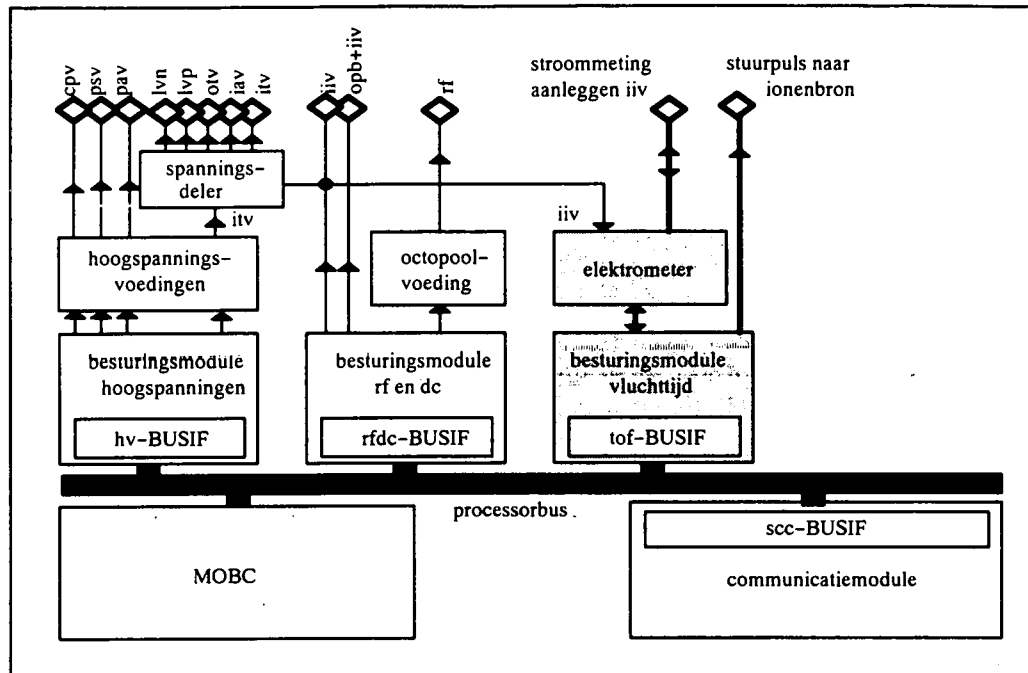 cpv
psv
pav
lvn
lvp
otv
iav
itv
iiv
opb+iiv
rf
stroommeting
aanleggen iiv
stuurpuls naar
ionenbron
spannings-
deler
itv
iiv
hoogspannings-
voedingen
octopool-
voeding
elektrometer
besturingsmodule
hoogspanningen
hv-BUSIF
besturingsmodule
rf en dc
rfdc-BUSIF
besturingsmodule
vluchttijd
tof-BUSIF
processorbus
MOBC
scc-BUSIF
communicatiemodule